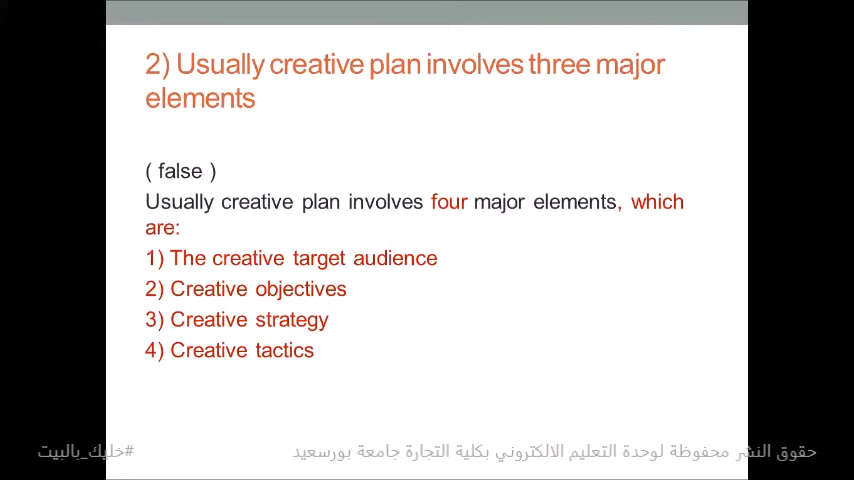 2) Usually creative plan involves three major
elements
( false )
Usually creative plan involves four major elements, which
are:
1) The creative target audience
2) Creative objectives
3) Creative strategy
4) Creative tactics
حقوق النشر محفوظة لوحدة التعليم الالكتروني بكلية التجارة جامعة بورسعيد
#خليك_بالبيت